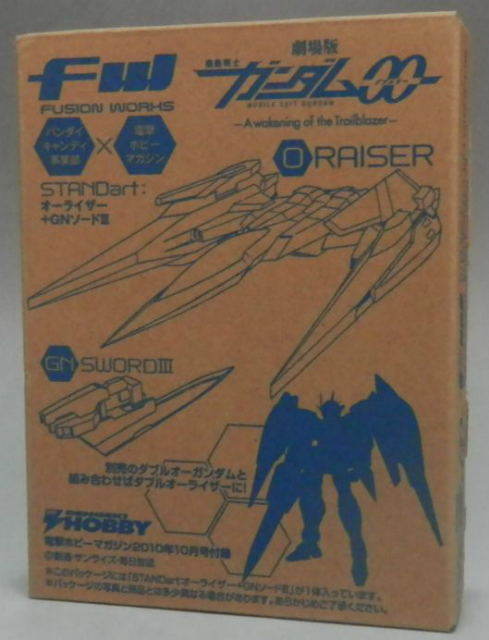 FW
FUSION WORKS
劇場版
機動戦士
ガンダム00
MOBILE SUIT GUNDAM
—Awakening of the Trailblazer—
バンダイ
キャンディ
事業部
×
電撃
ホビー
マガジン
O RAISER
STANDart:
オーライザー
+GNソードⅢ
GN SWORDⅢ
別売のダブルオーガンダムと
組み合わせばダブルオーライザーに!
DENGEKI
HOBBY
電撃ホビーマガジン2010年10月号付録
©創通・サンライズ・毎日放送
※このパッケージには「STANDartオーライザー+GNソードⅢ」が1体入っています。
※パッケージの写真と商品とは多少異なる場合があります。あらかじめご了承ください。